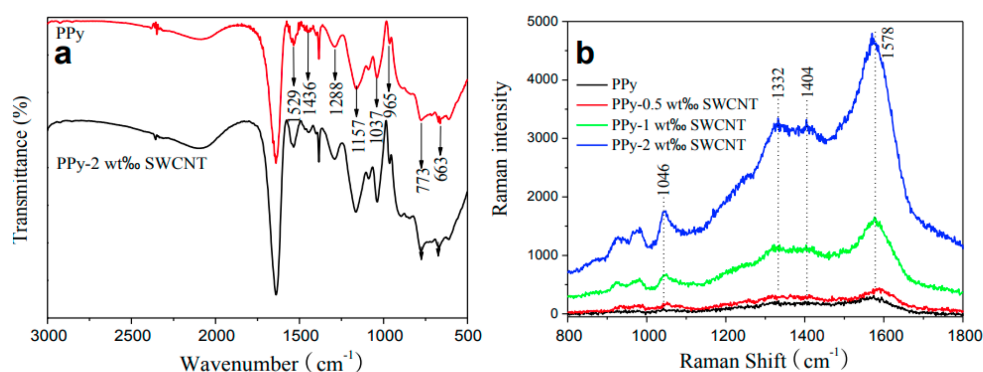 a
PPy
PPy-2 wt‰ SWCNT
529
1436
1288
1157
1037
965
773
663
Transmittance (%)
3000 2500 2000 1500 1000 500
Wavenumber (cm-1)
b
PPy
PPy-0.5 wt‰ SWCNT
PPy-1 wt‰ SWCNT
PPy-2 wt‰ SWCNT
1046
1332
1404
1578
Raman intensity
5000
4000
3000
2000
1000
0
800 1000 1200 1400 1600 1800
Raman Shift (cm-1)